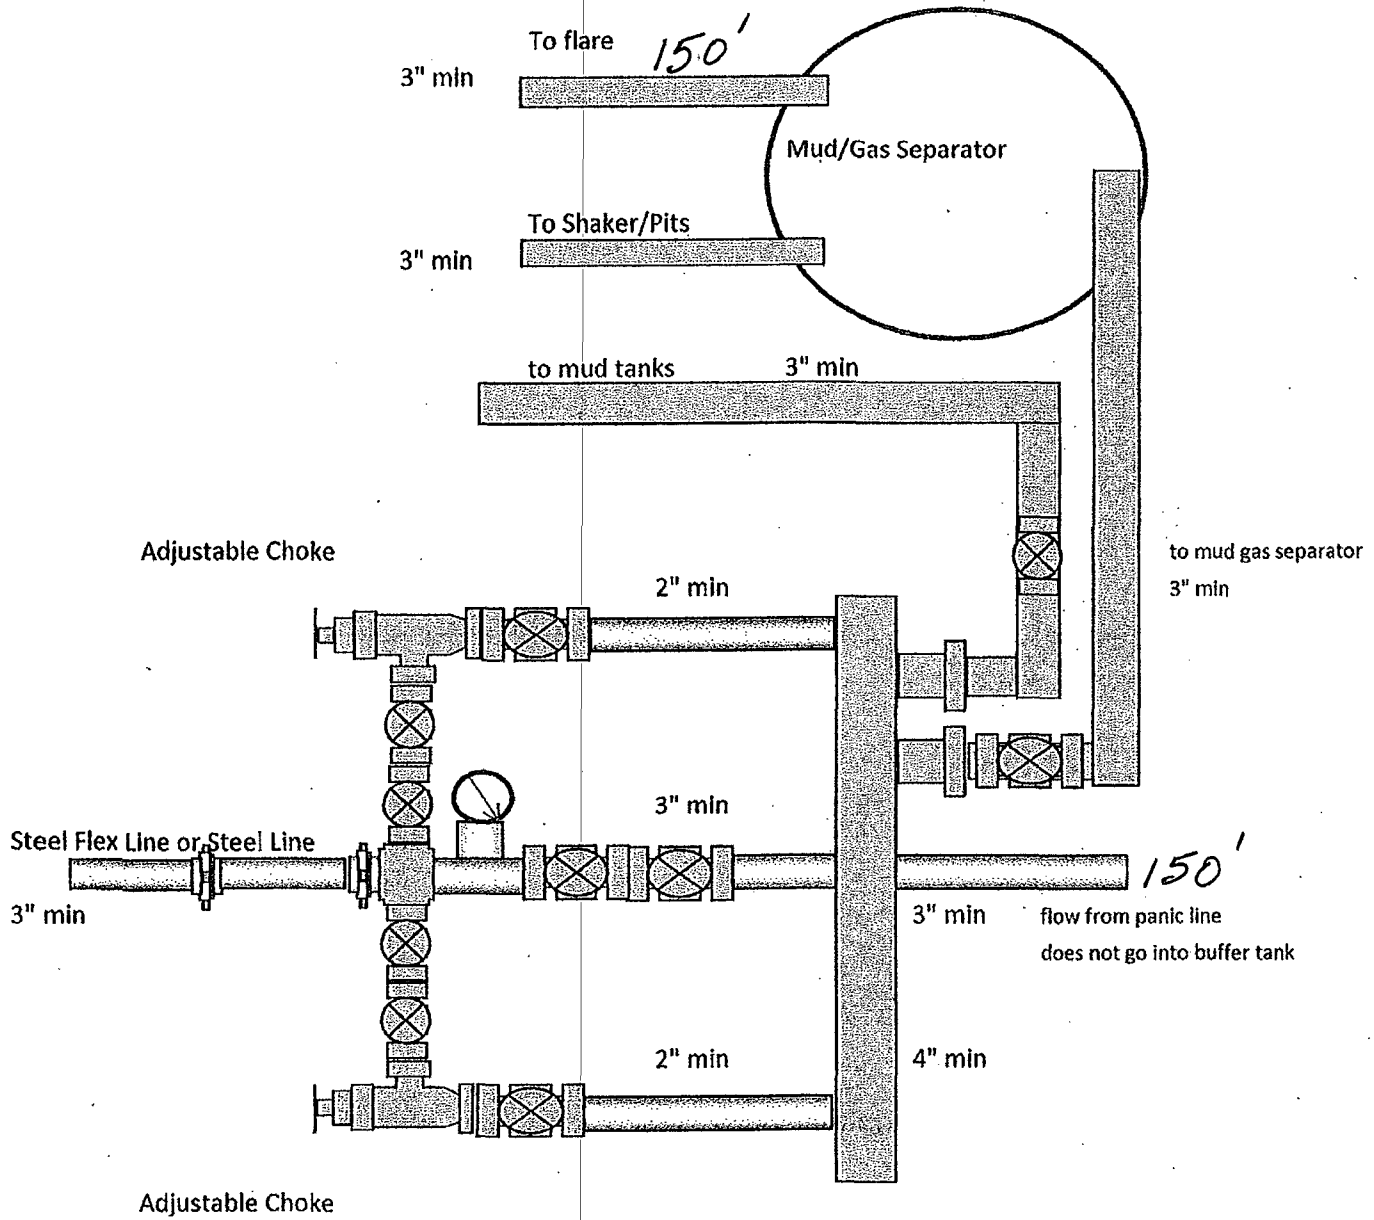 To flare
150'
3" min
Mud/Gas Separator
To Shaker/Pits
3" min
to mud tanks
3" min
Adjustable Choke
to mud gas separator
3" min
2" min
3" min
Steel Flex Line or Steel Line
3" min
150'
3" min
flow from panic line
does not go into buffer tank
2" min
4" min
Adjustable Choke